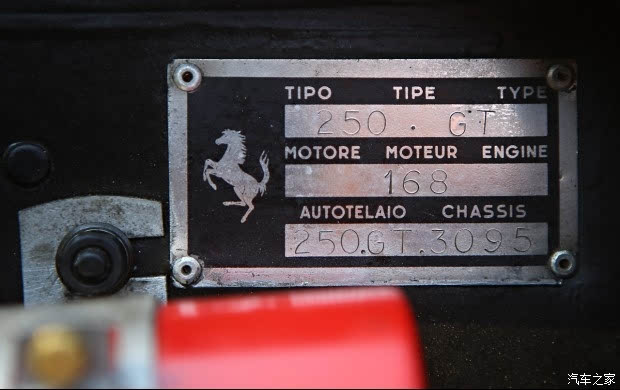 TIPO TIPE TYPE
250 . GT
MOTORE MOTEUR ENGINE
168
AUTOTELAIO CHASSIS
250.GT.3095
汽车之家